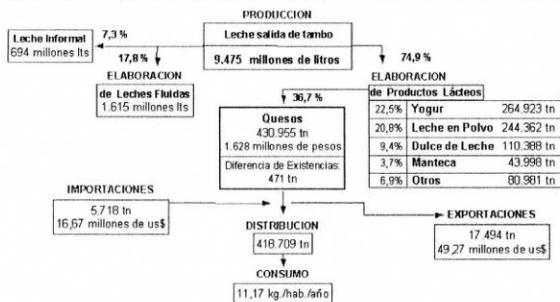 PRODUCCION
Leche Informal
694 millones lts
7,3 %
Leche salida de tambo
9.475 millones de litros
17,8 %
74,9 %
ELABORACION
de Leches Fluidas
1.615 millones lts
ELABORACION
de Productos Lácteos
36,7 %
22,5% Yogur 264.923 tn
20,8% Leche en Polvo 244.362 tn
9,4% Dulce de Leche 110.388 tn
3,7% Manteca 43.998 tn
6,9% Otros 80.981 tn
Quesos
430.955 tn
1.628 millones de pesos
Diferencia de Existencias:
471 tn
IMPORTACIONES
5.718 tn
16,67 millones de us$
EXPORTACIONES
17.494 tn
49,27 millones de us$
DISTRIBUCION
418.709 tn
CONSUMO
11,17 kg./hab./año